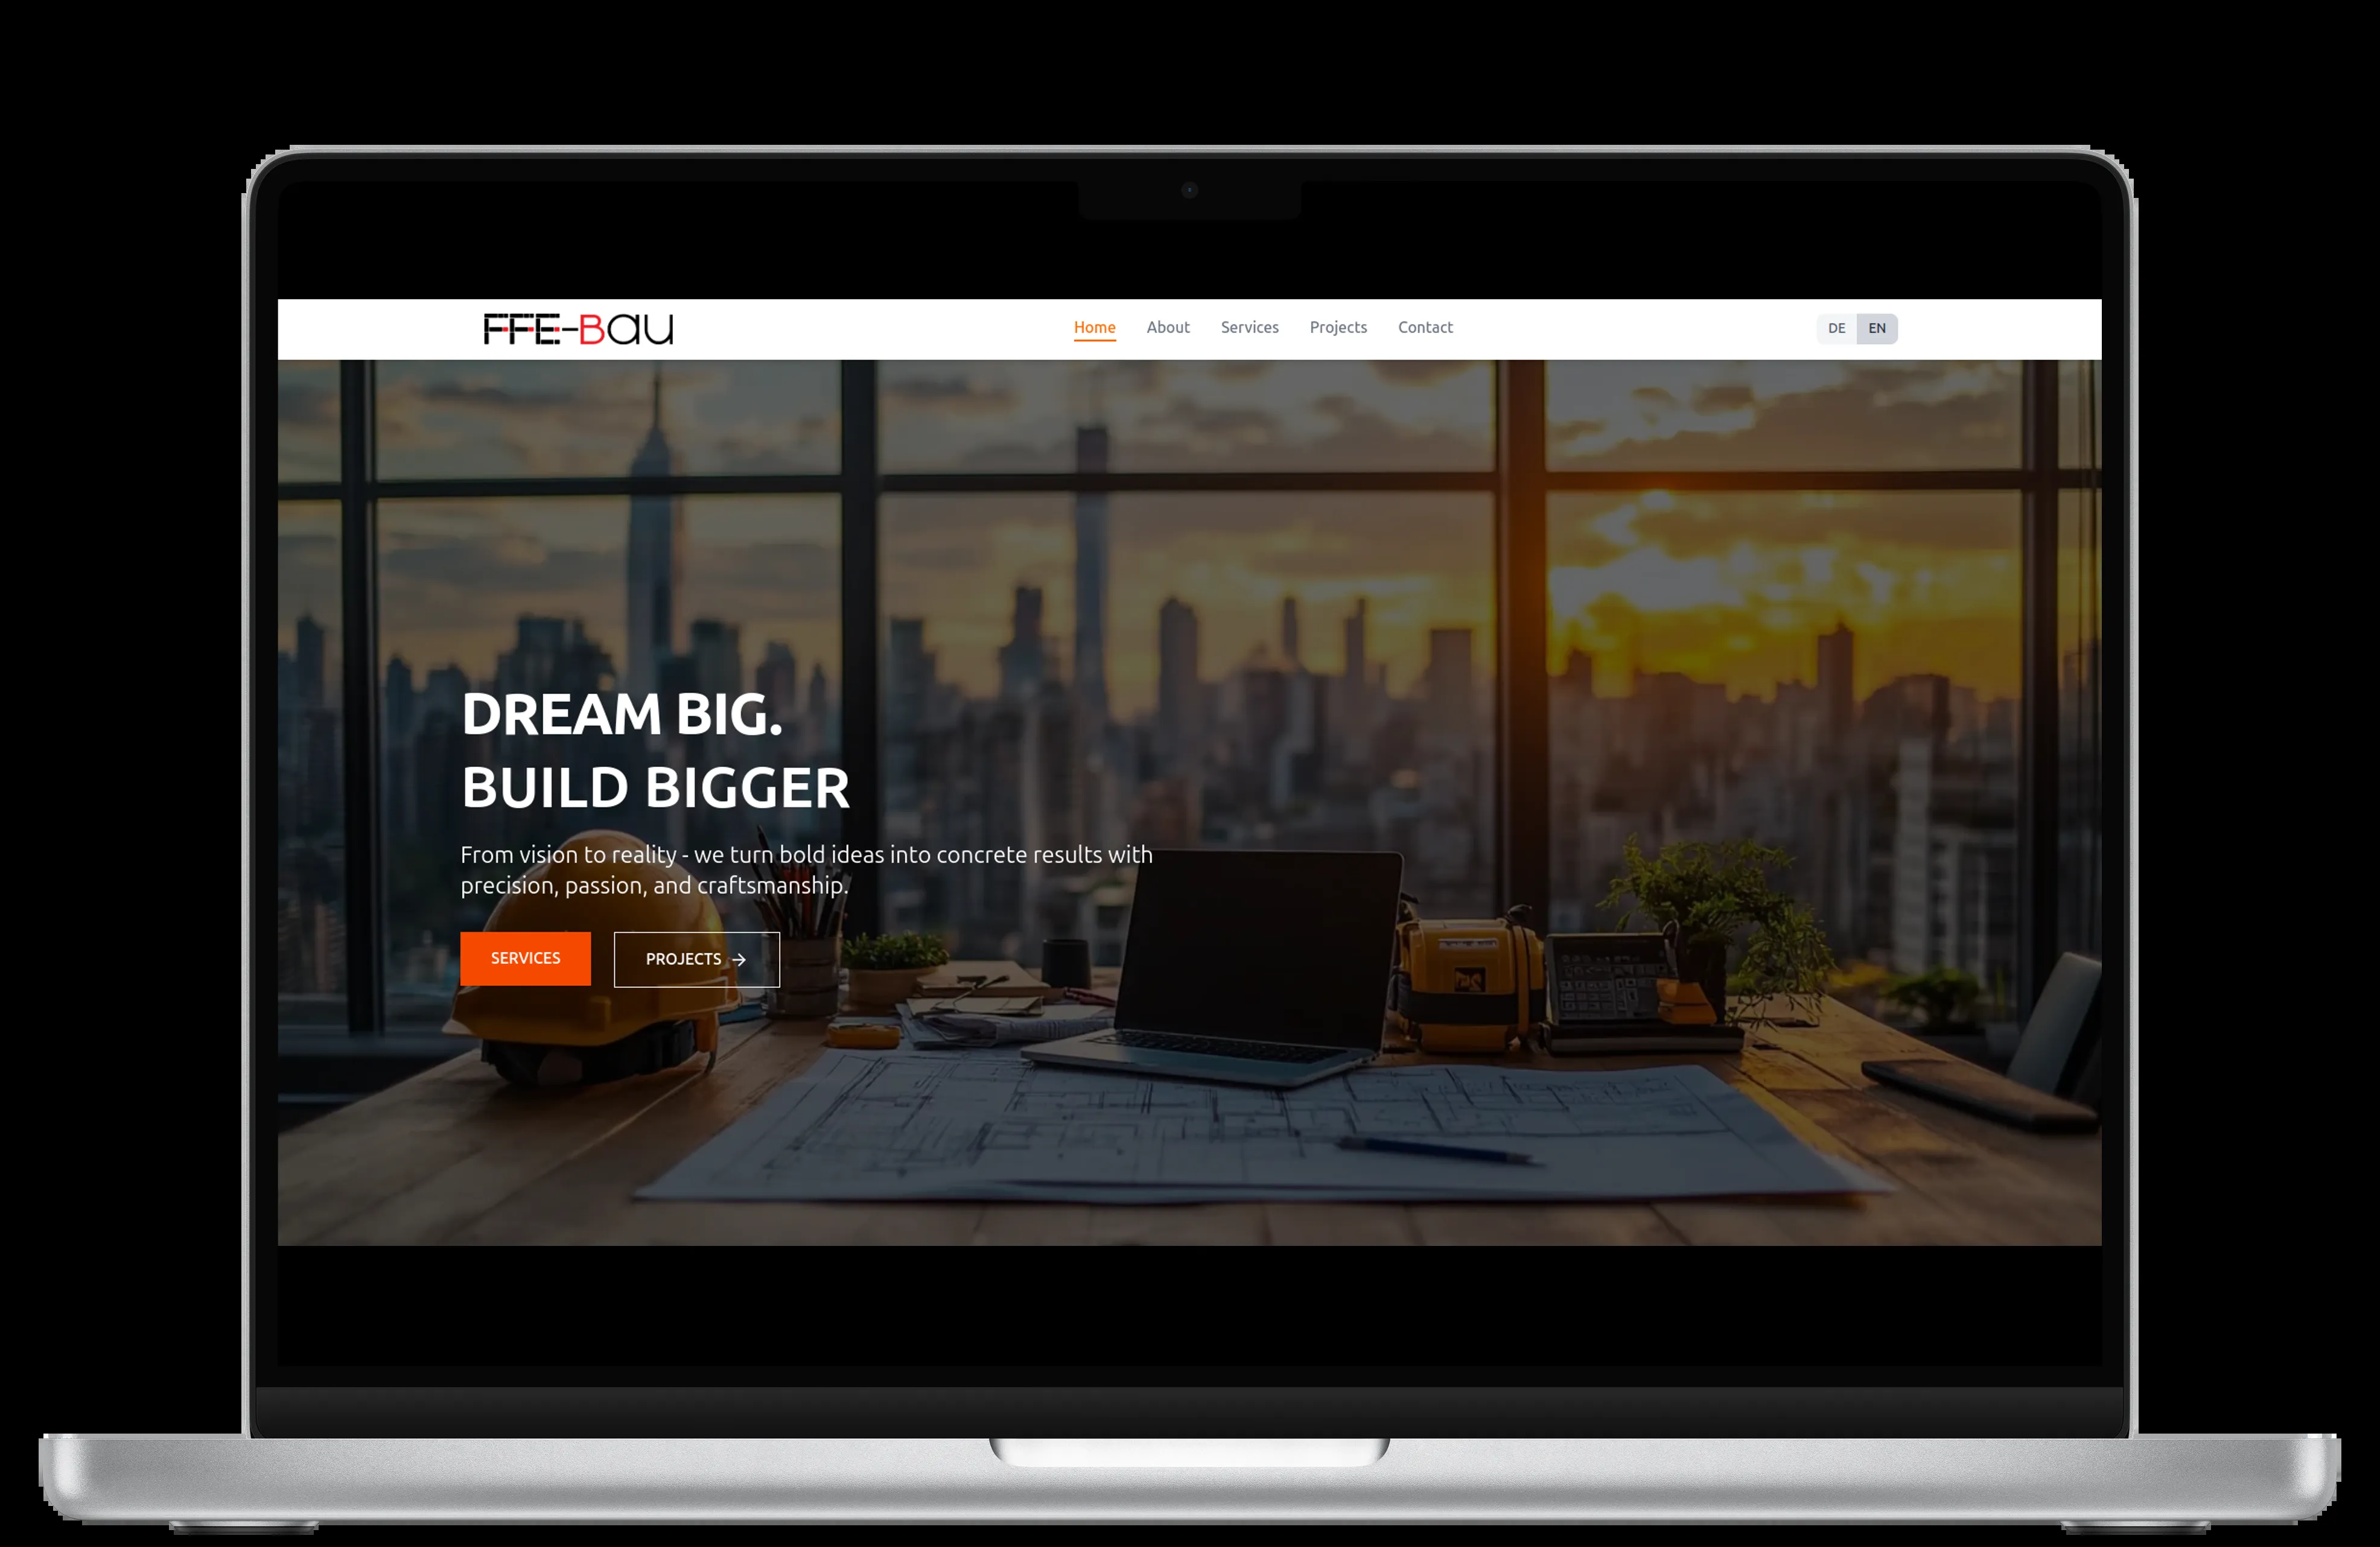 FFE-BAU
Home About Services Projects Contact
DE EN
DREAM BIG.
BUILD BIGGER
From vision to reality - we turn bold ideas into concrete results with
precision, passion, and craftsmanship.
SERVICES PROJECTS →